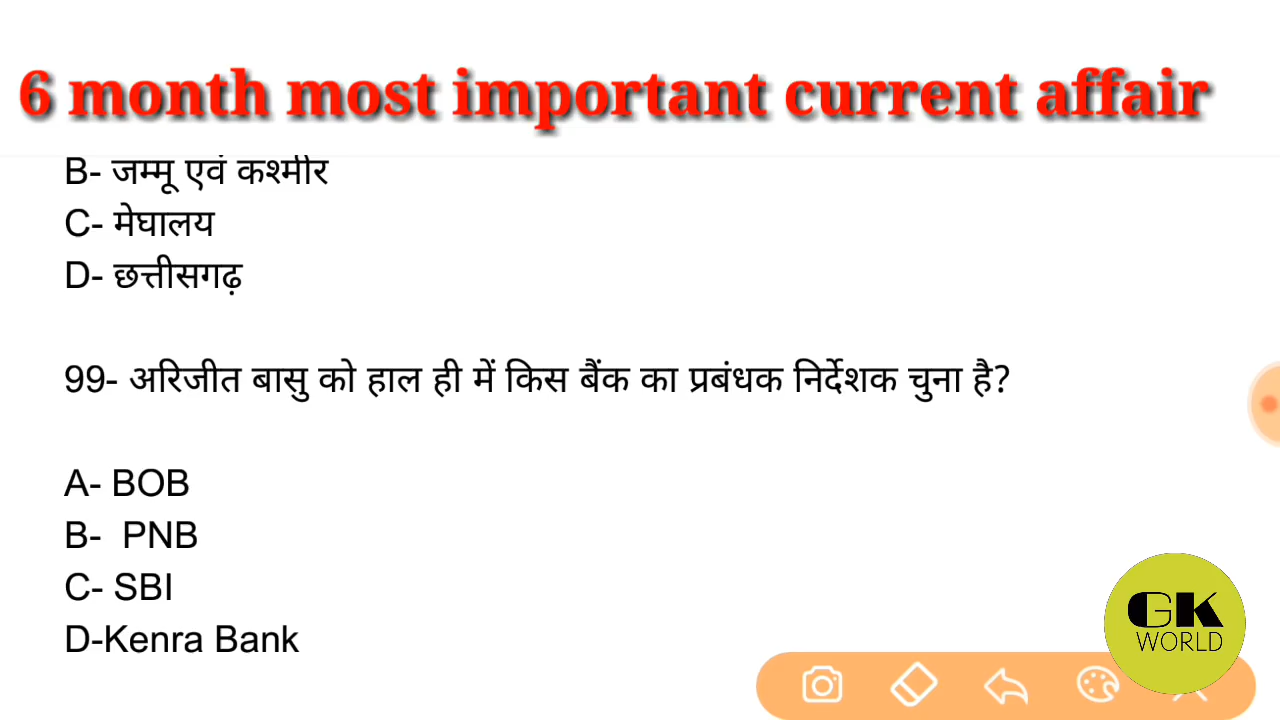 6 month most important current affair
B- जम्मू एवं कश्मीर
C- मेघालय
D- छत्तीसगढ़
99- अरिजीत बासु को हाल ही में किस बैंक का प्रबंधक निर्देशक चुना है?
A- BOB
B- PNB
C- SBI
D-Kenra Bank
GK
WORLD